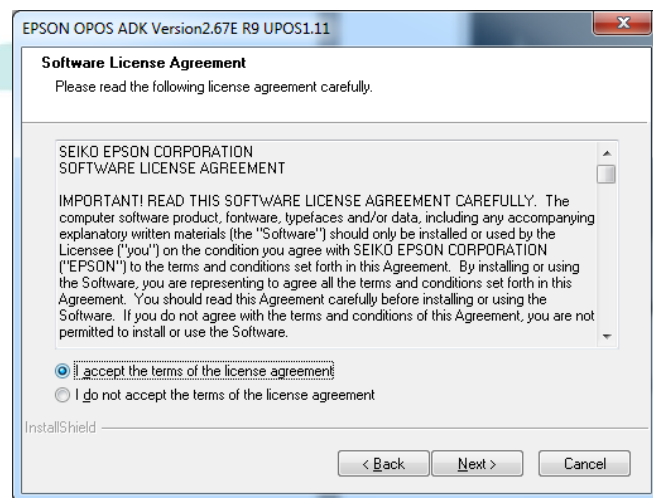 EPSON OPOS ADK Version2.67E R9 UPOS1.11
Software License Agreement
Please read the following license agreement carefully.
SEIKO EPSON CORPORATION
SOFTWARE LICENSE AGREEMENT
IMPORTANT! READ THIS SOFTWARE LICENSE AGREEMENT CAREFULLY. The
computer software product, fontware, typefaces and/or data, including any accompanying
explanatory written materials (the "Software") should only be installed or used by the
Licensee ("you") on the condition you agree with SEIKO EPSON CORPORATION
("EPSON") to the terms and conditions set forth in this Agreement. By installing or using
the Software, you are representing to agree all the terms and conditions set forth in this
Agreement. You should read this Agreement carefully before installing or using the
Software. If you do not agree with the terms and conditions of this Agreement, you are not
permitted to install or use the Software.
I accept the terms of the license agreement
I do not accept the terms of the license agreement
InstallShield
< Back
Next >
Cancel